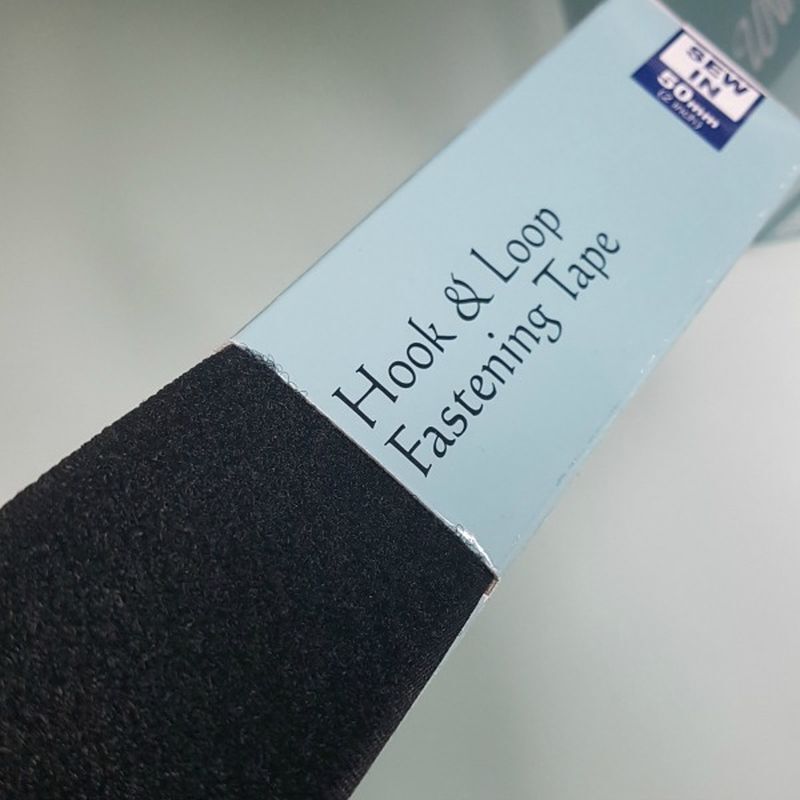 SEW
IN
50mm
(2 inch)
Hook & Loop
Fastening Tape